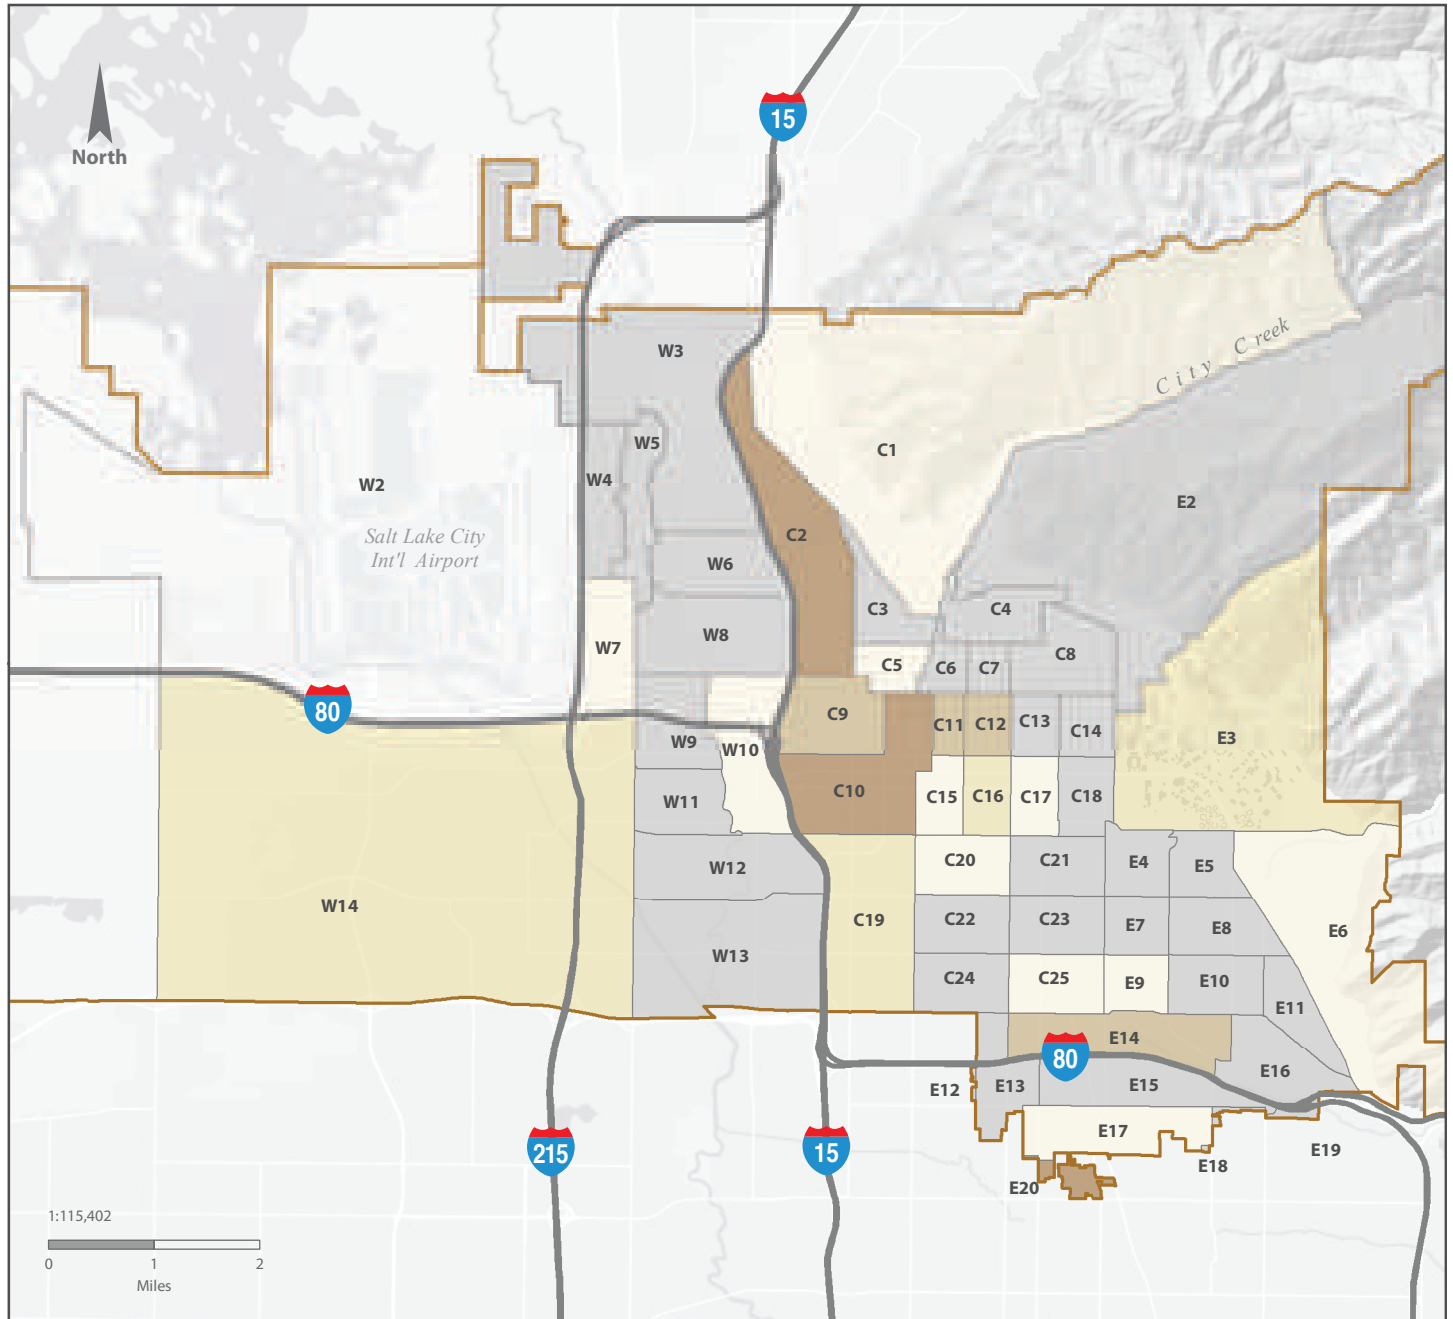 15
North
W3
City Creek
W5
C1
W4
W2
E2
C2
Salt Lake City
Int'l Airport
W6
C3
C4
W8
W7
C8
C5
C6
C7
80
C9
C11
C12
C13
C14
E3
W9
W10
C10
C15
C16
C17
C18
W11
C20
C21
E4
E5
W12
W14
C19
C22
C23
E7
E8
E6
W13
C24
C25
E9
E10
E11
E14
80
E12
E13
E15
E16
E17
215
15
E18
E19
E20
1:115,402
0 1 2
Miles